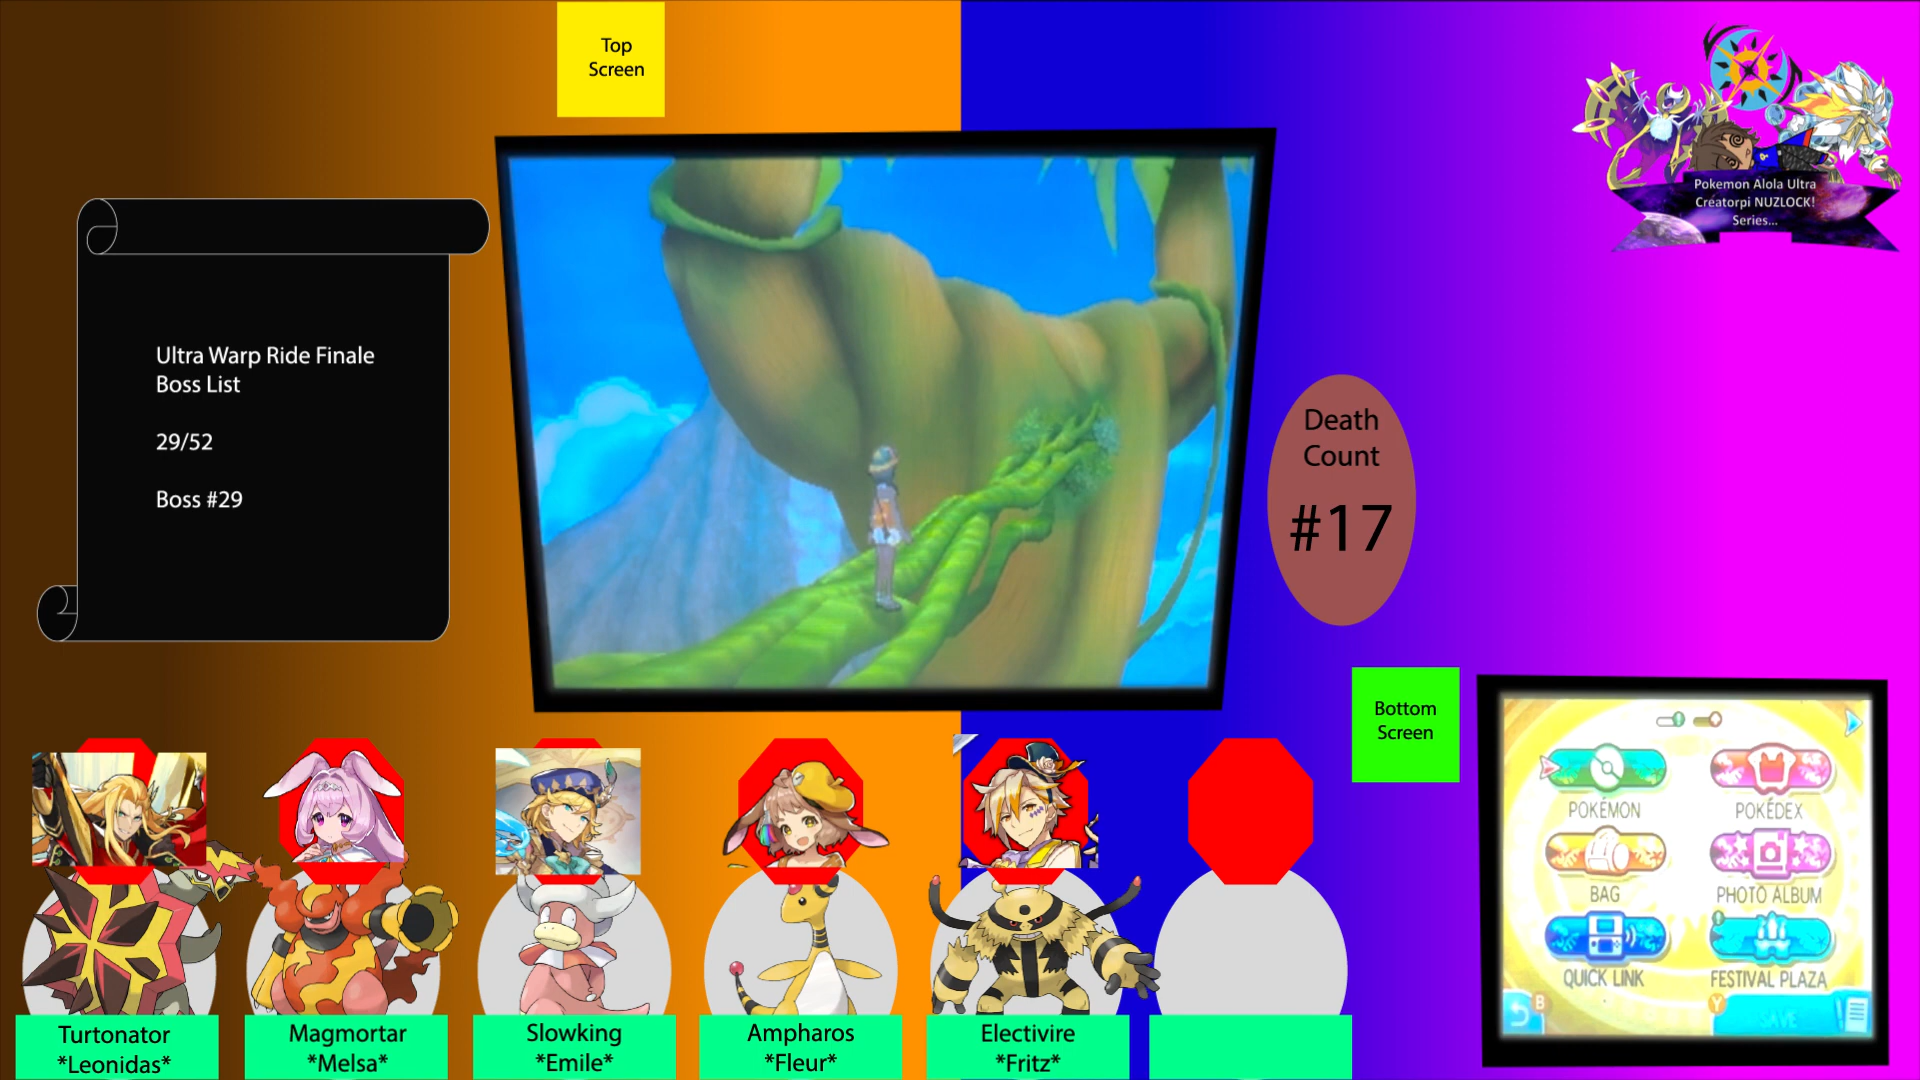 Top
Screen
Pokemon Alola Ultra
Creatorpi NUZLOCK!
Series...
Ultra Warp Ride Finale
Boss List
29/52
Boss #29
Death
Count
#17
Bottom
Screen
POKÉMON
POKÉDEX
BAG
PHOTO ALBUM
QUICK LINK
FESTIVAL PLAZA
B
Y
SAVE
Turtonator
*Leonidas*
Magmortar
*Melsa*
Slowking
*Emile*
Ampharos
*Fleur*
Electivire
*Fritz*